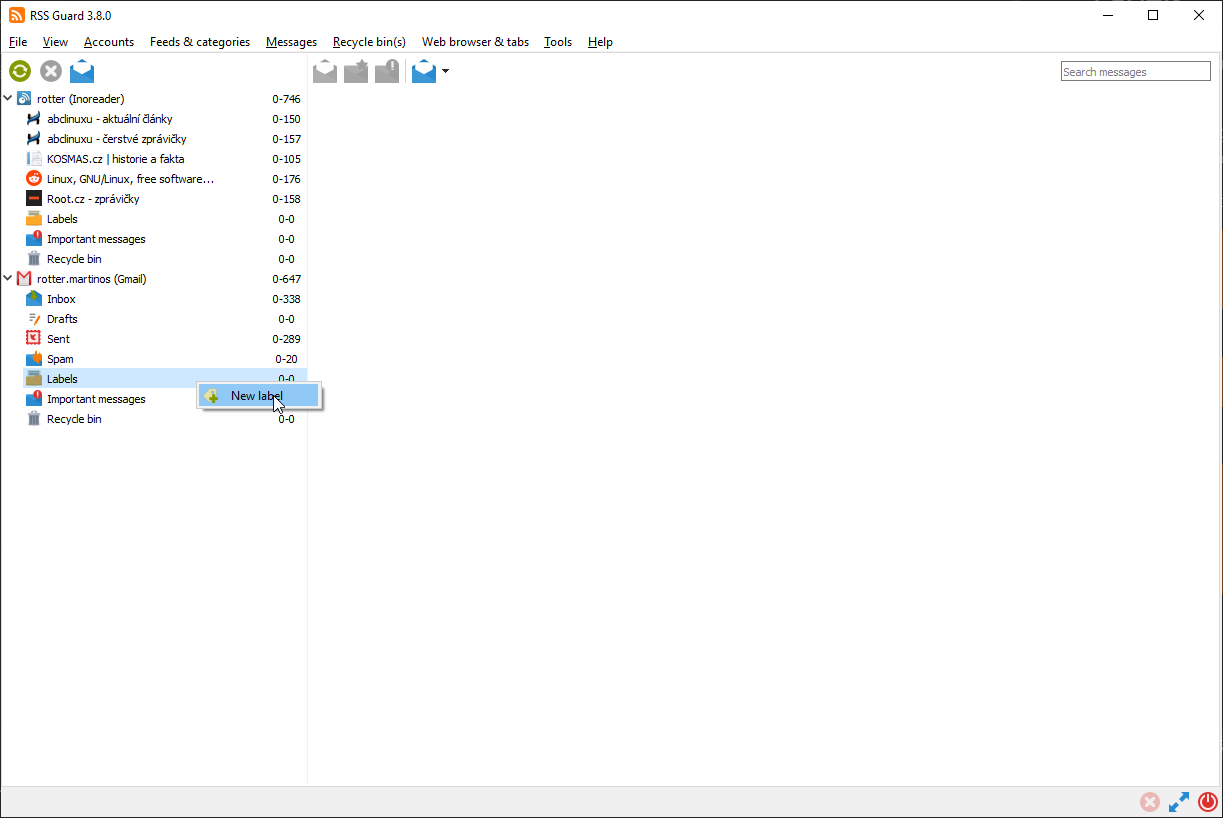 RSS Guard 3.8.0
File View Accounts Feeds & categories Messages Recycle bin(s) Web browser & tabs Tools Help
Search messages
rotter (Inoreader) 0-746
abclinuxu - aktuální články 0-150
abclinuxu - čerstvé zprávičky 0-157
KOSMAS.cz | historie a fakta 0-105
Linux, GNU/Linux, free software... 0-176
Root.cz - zprávičky 0-158
Labels 0-0
Important messages 0-0
Recycle bin 0-0
rotter.martinos (Gmail) 0-647
Inbox 0-338
Drafts 0-0
Sent 0-289
Spam 0-20
Labels 0-0
New label
Important messages
Recycle bin 0-0